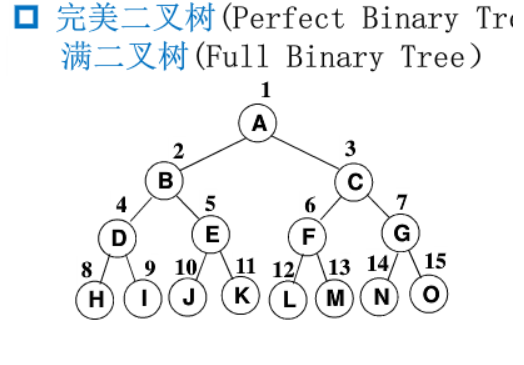 完美二叉树(Perfect Binary
满二叉树(Full Binary Tree)
1
A
2 3
B C
4 5 6 7
D E F G
8 9 10 11 12 13 14 15
H I J K L M N O